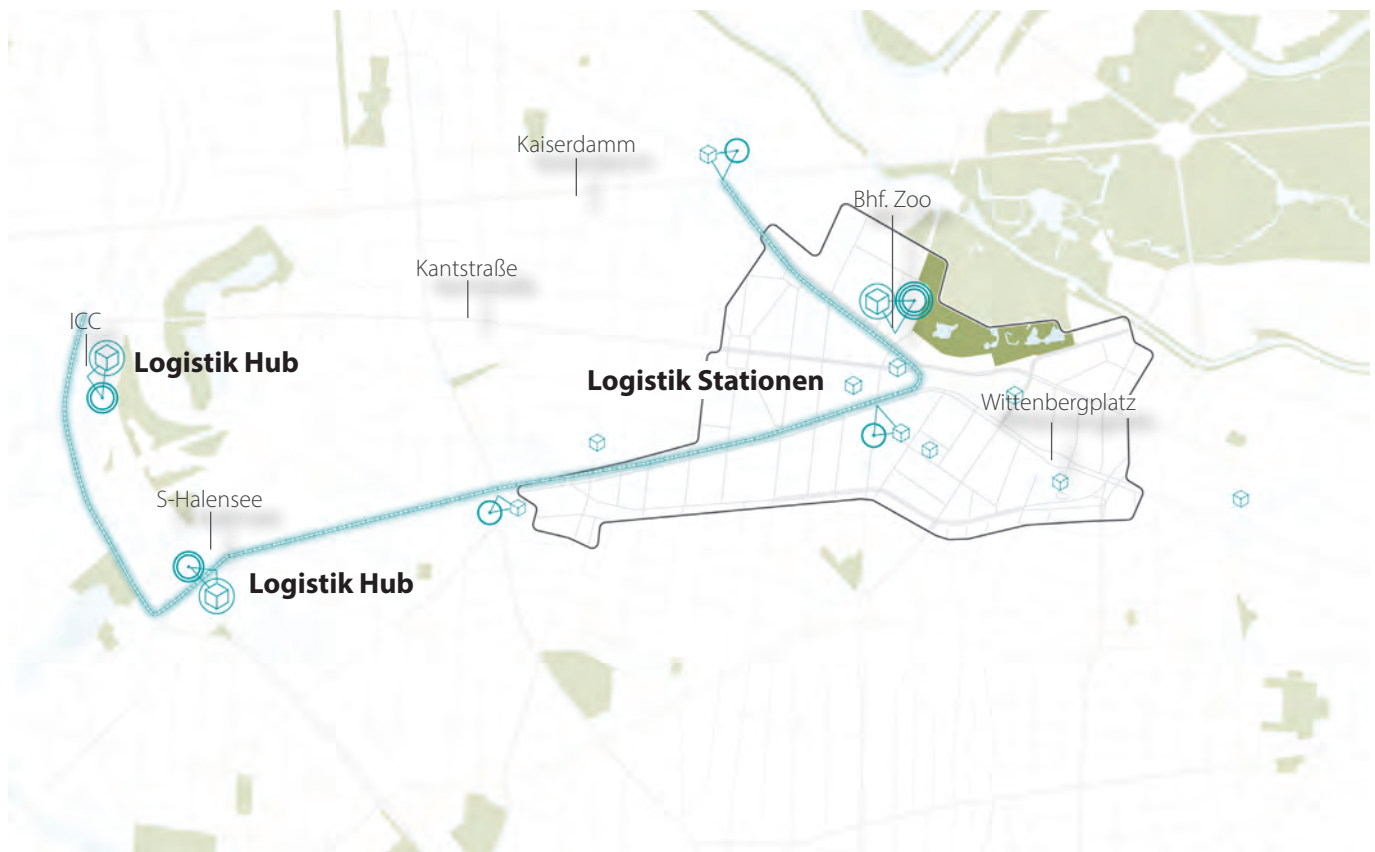 Kaiserdamm
Bhf. Zoo
Kantstraße
ICC
Logistik Hub
Logistik Stationen
Wittenbergplatz
S-Halensee
Logistik Hub